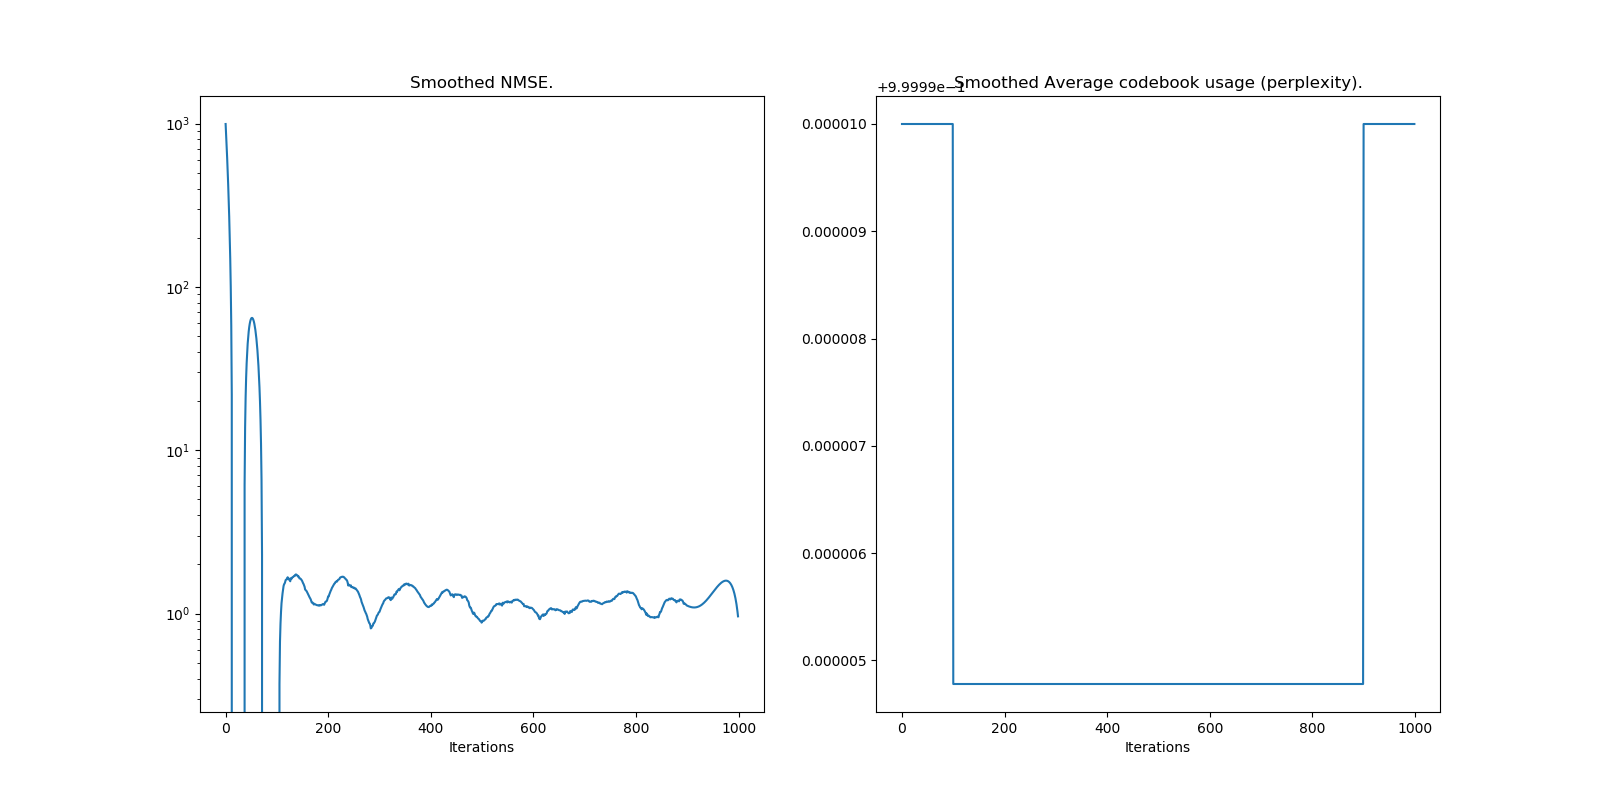 Smoothed NMSE.
10³
10²
10¹
10⁰
0 200 400 600 800 1000
Iterations
Smoothed Average codebook usage (perplexity).
+9.9999e−1
0.000010
0.000009
0.000008
0.000007
0.000006
0.000005
0 200 400 600 800 1000
Iterations